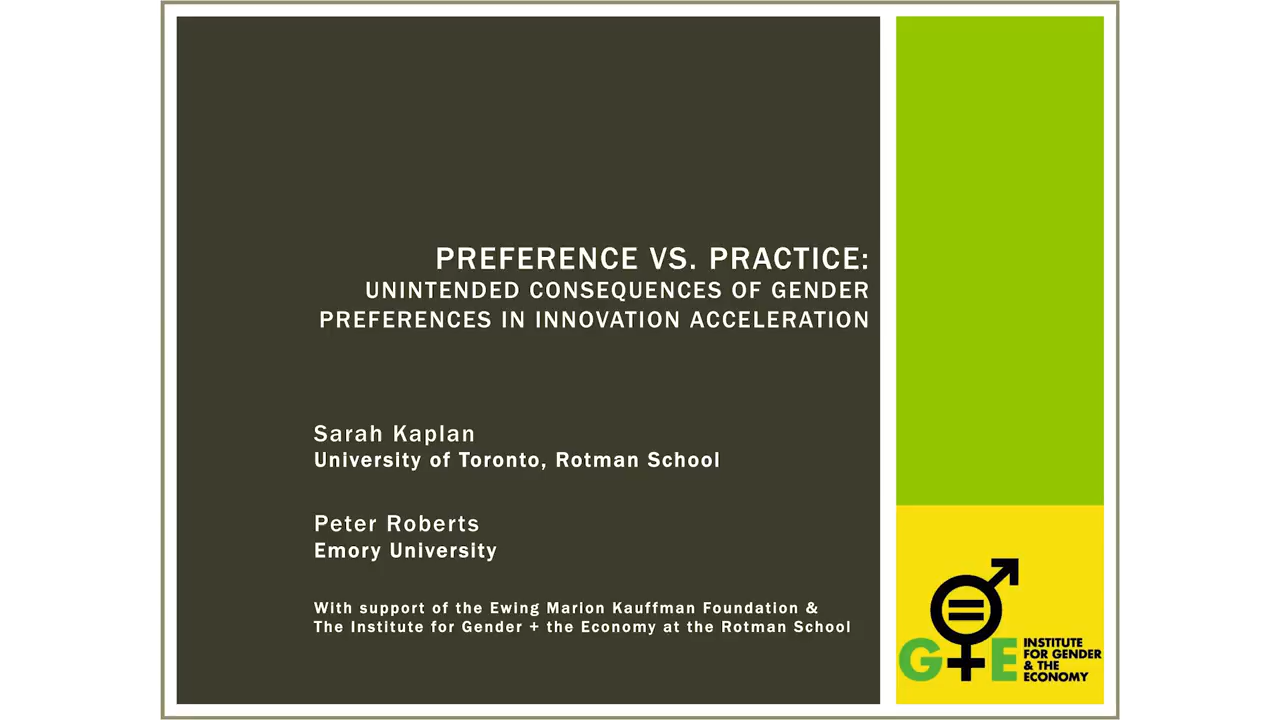 PREFERENCE VS. PRACTICE:
UNINTENDED CONSEQUENCES OF GENDER
PREFERENCES IN INNOVATION ACCELERATION
Sarah Kaplan
University of Toronto, Rotman School
Peter Roberts
Emory University
With support of the Ewing Marion Kauffman Foundation &
The Institute for Gender + the Economy at the Rotman School
G E
INSTITUTE
FOR GENDER
& THE
ECONOMY